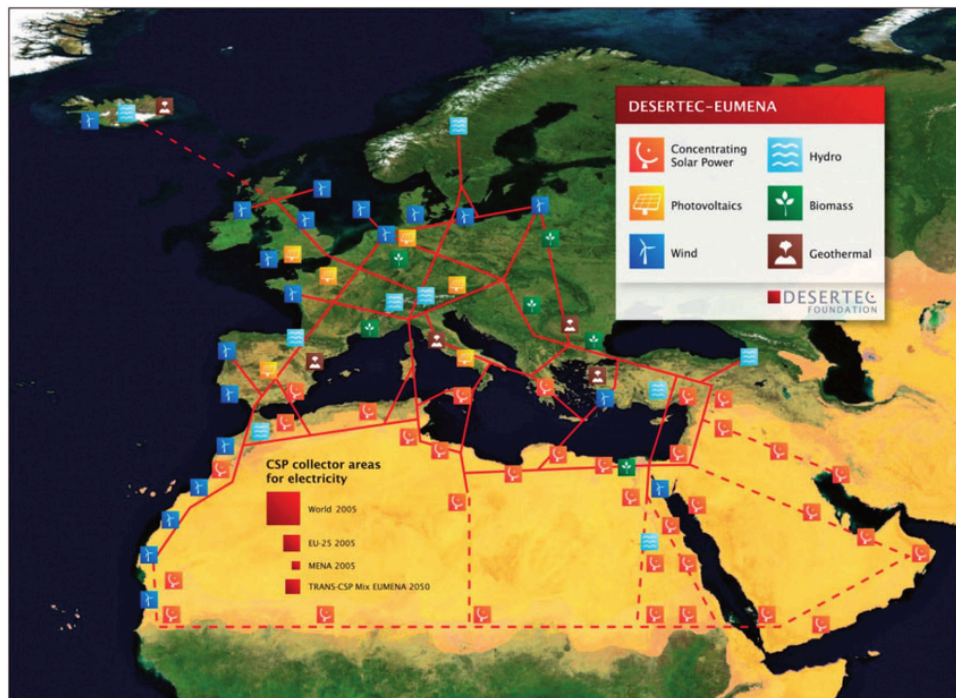 DESERTEC–EUMENA
Concentrating
Solar Power
Hydro
Photovoltaics
Biomass
Wind
Geothermal
DESERTEC
FOUNDATION
CSP collector areas
for electricity
World 2005
EU-25 2005
MENA 2005
TRANS-CSP Mix EUMENA 2050